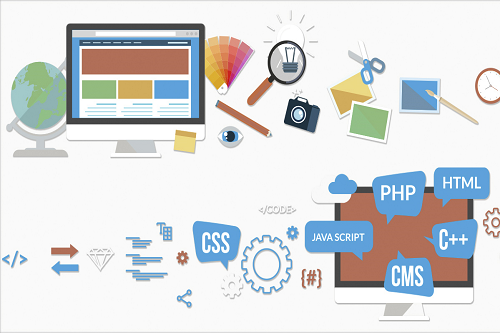 HTML
PHP
</CODE>
CSS
JAVA SCRIPT
C++
</>
{#}
CMS